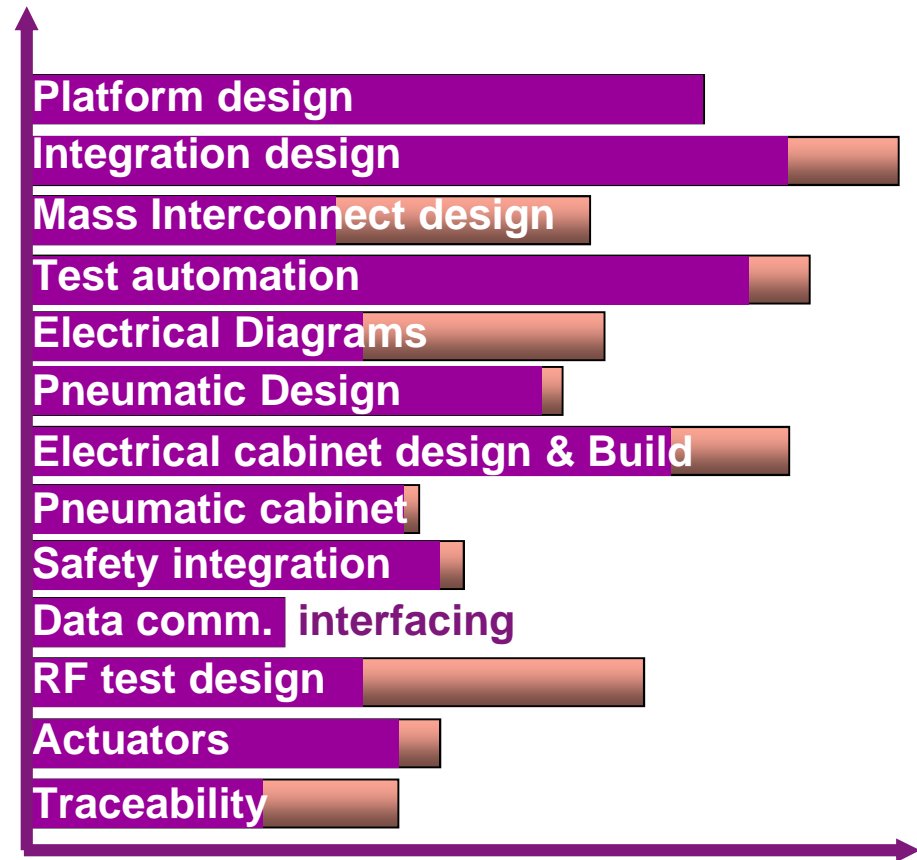 Platform design
Integration design
Mass Interconnect design
Test automation
Electrical Diagrams
Pneumatic Design
Electrical cabinet design & Build
Pneumatic cabinet
Safety integration
Data comm. interfacing
RF test design
Actuators
Traceability